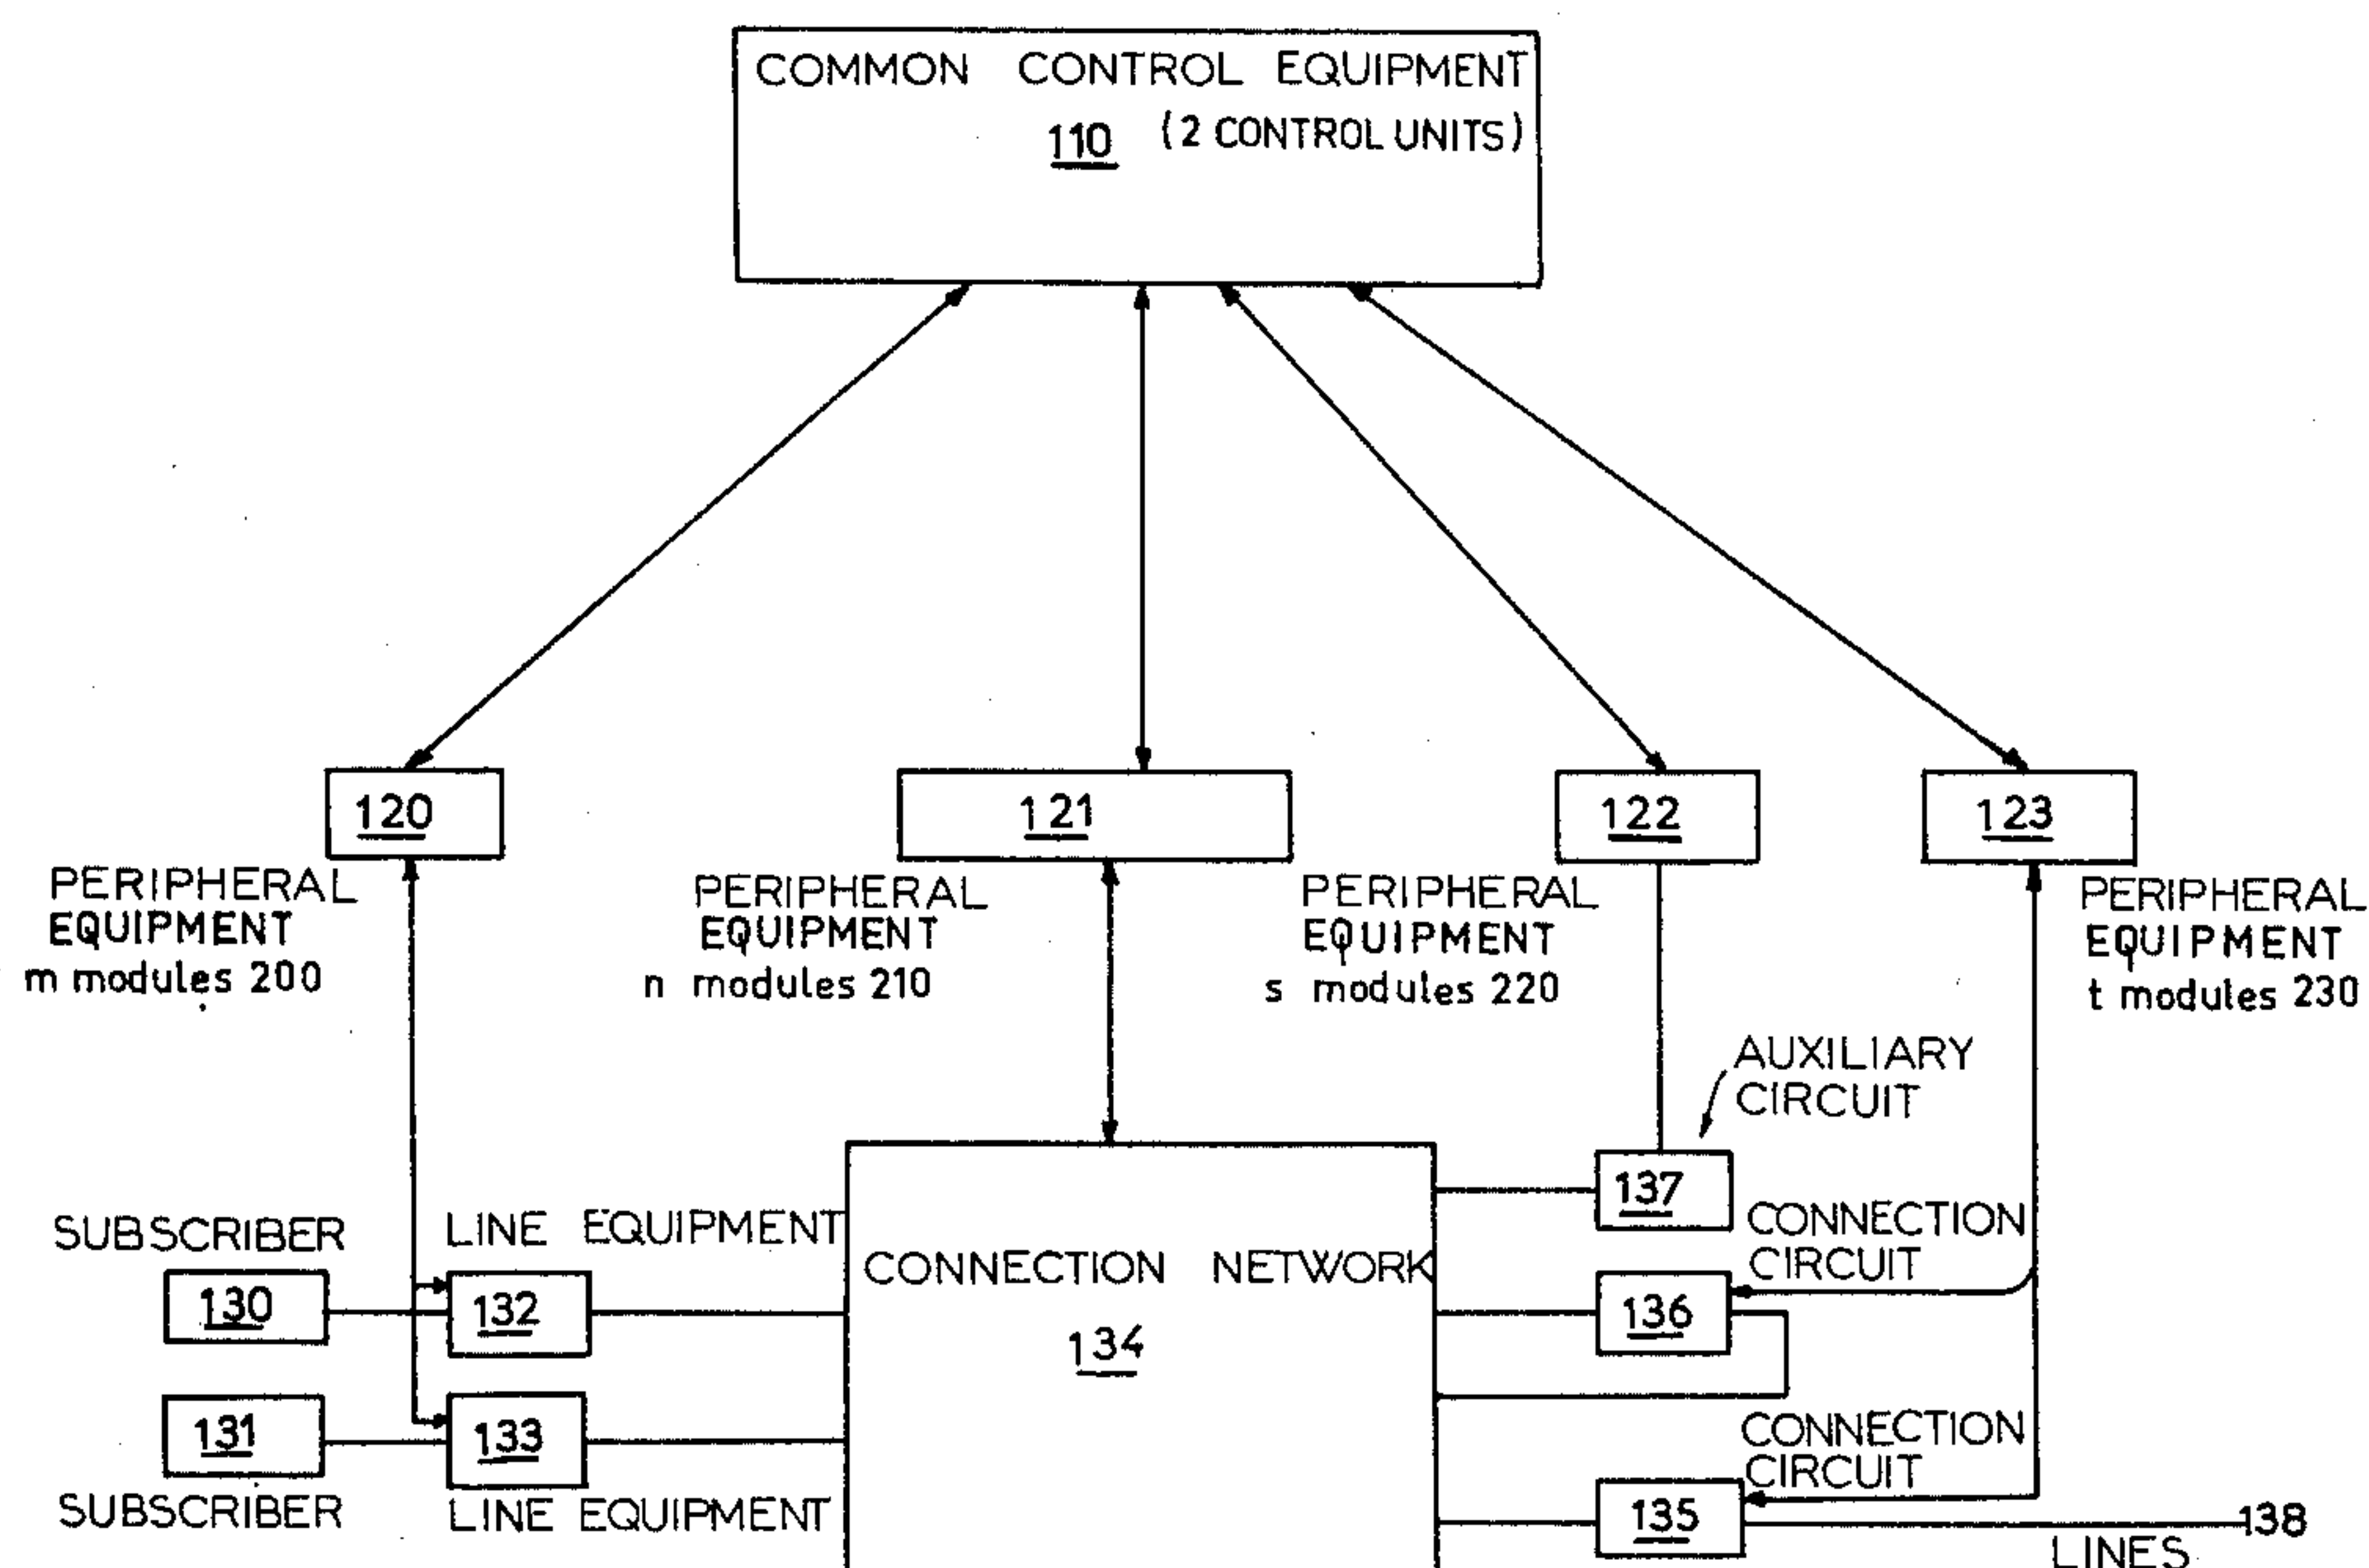 COMMON CONTROL EQUIPMENT
110 (2 CONTROL UNITS)
120
121
122
123
PERIPHERAL
EQUIPMENT
m modules 200
PERIPHERAL
EQUIPMENT
n modules 210
PERIPHERAL
EQUIPMENT
s modules 220
PERIPHERAL
EQUIPMENT
t modules 230
AUXILIARY
CIRCUIT
137
SUBSCRIBER
130
LINE EQUIPMENT
132
CONNECTION NETWORK
134
CONNECTION
CIRCUIT
136
131
SUBSCRIBER
133
LINE EQUIPMENT
CONNECTION
CIRCUIT
135
138
LINES